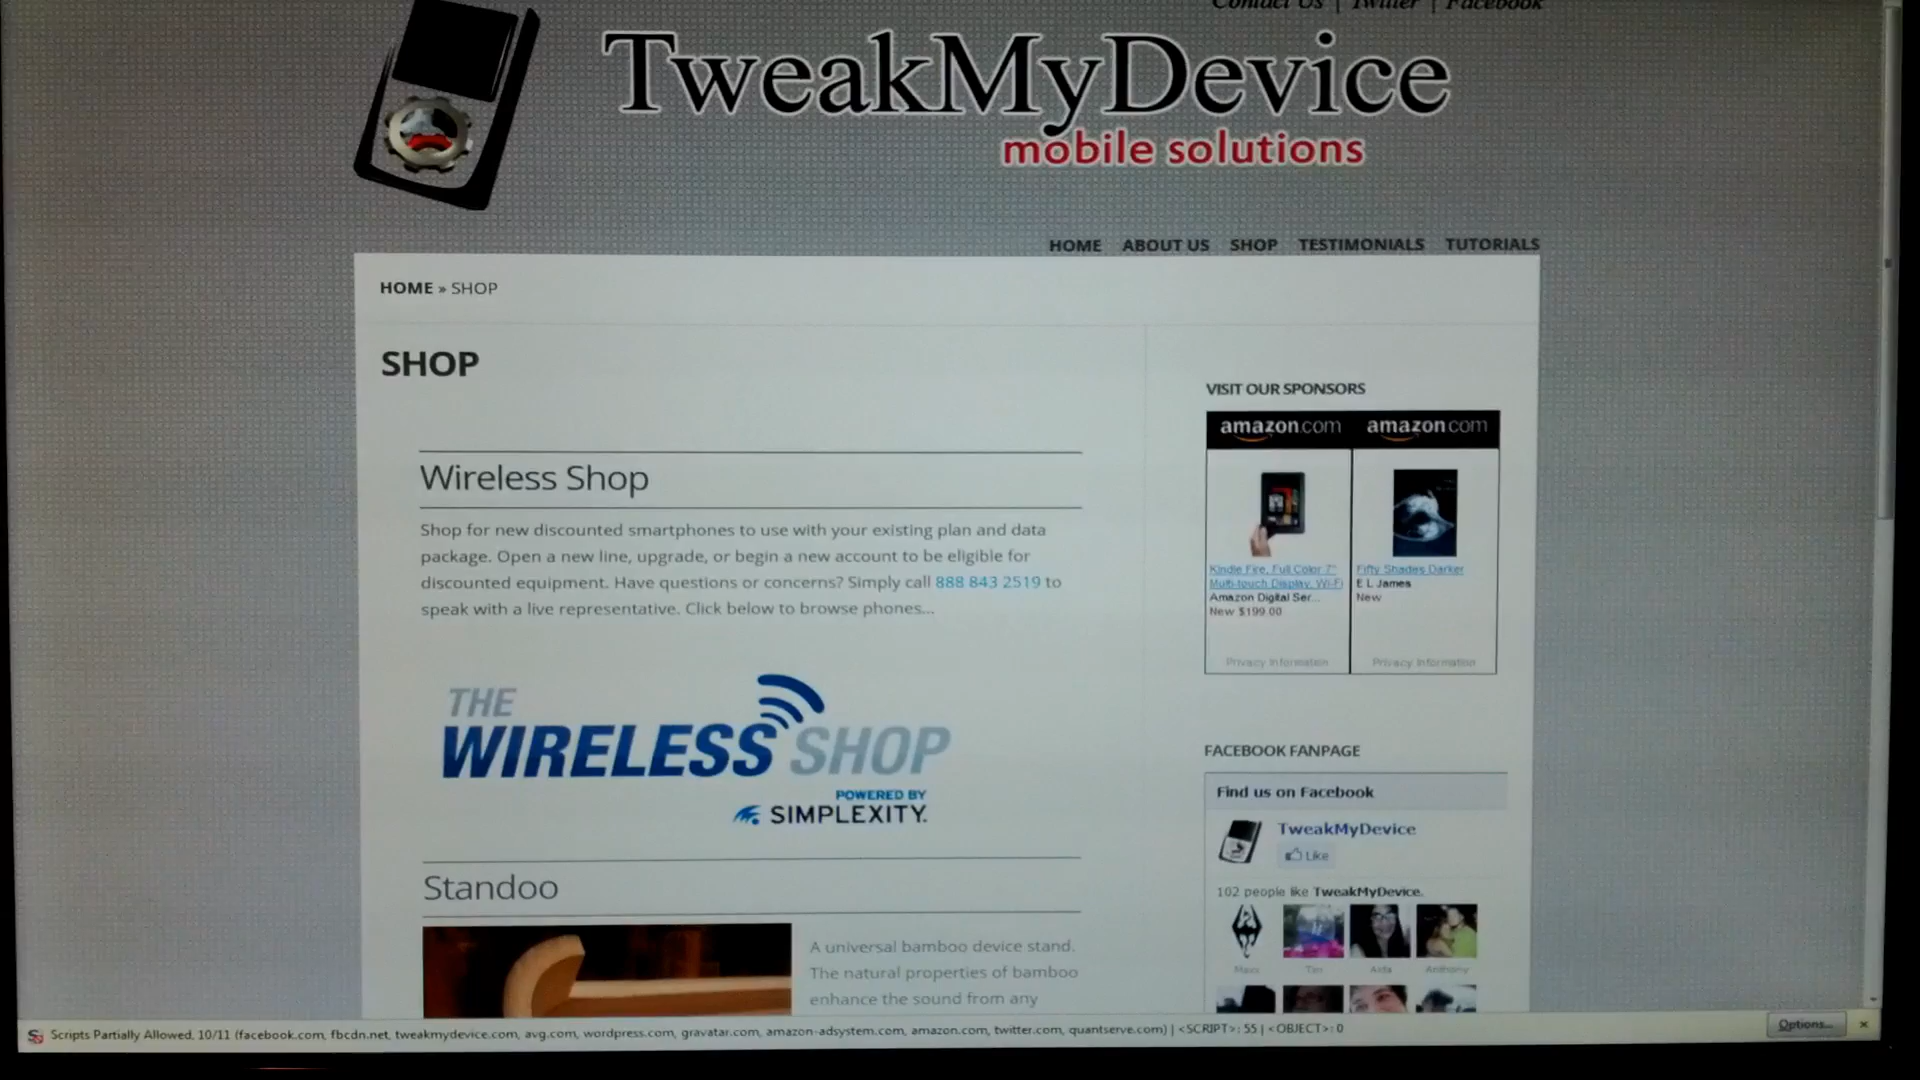 Contact Us | Twitter | Facebook
TweakMyDevice
mobile solutions
HOME ABOUT US SHOP TESTIMONIALS TUTORIALS
HOME » SHOP
SHOP
Wireless Shop
Shop for new discounted smartphones to use with your existing plan and data
package. Open a new line, upgrade, or begin a new account to be eligible for
discounted equipment. Have questions or concerns? Simply call 888 843 2519 to
speak with a live representative. Click below to browse phones...
THE
WIRELESS SHOP
POWERED BY
SIMPLEXITY.
Standoo
A universal bamboo device stand.
The natural properties of bamboo
enhance the sound from any
VISIT OUR SPONSORS
amazon.com amazon.com
Kindle Fire, Full Color 7"
Multi-touch Display, Wi-Fi
Amazon Digital Ser...
New $199.00
Privacy Information
Fifty Shades Darker
E L James
New
Privacy Information
FACEBOOK FANPAGE
Find us on Facebook
TweakMyDevice
Like
102 people like TweakMyDevice.
Maxx Tim Aida Anthony
Scripts Partially Allowed, 10/11 (facebook.com, fbcdn.net, tweakmydevice.com, avg.com, wordpress.com, gravatar.com, amazon-adsystem.com, amazon.com, twitter.com, quantserve.com) | <SCRIPT>: 55 | <OBJECT>: 0
Options...